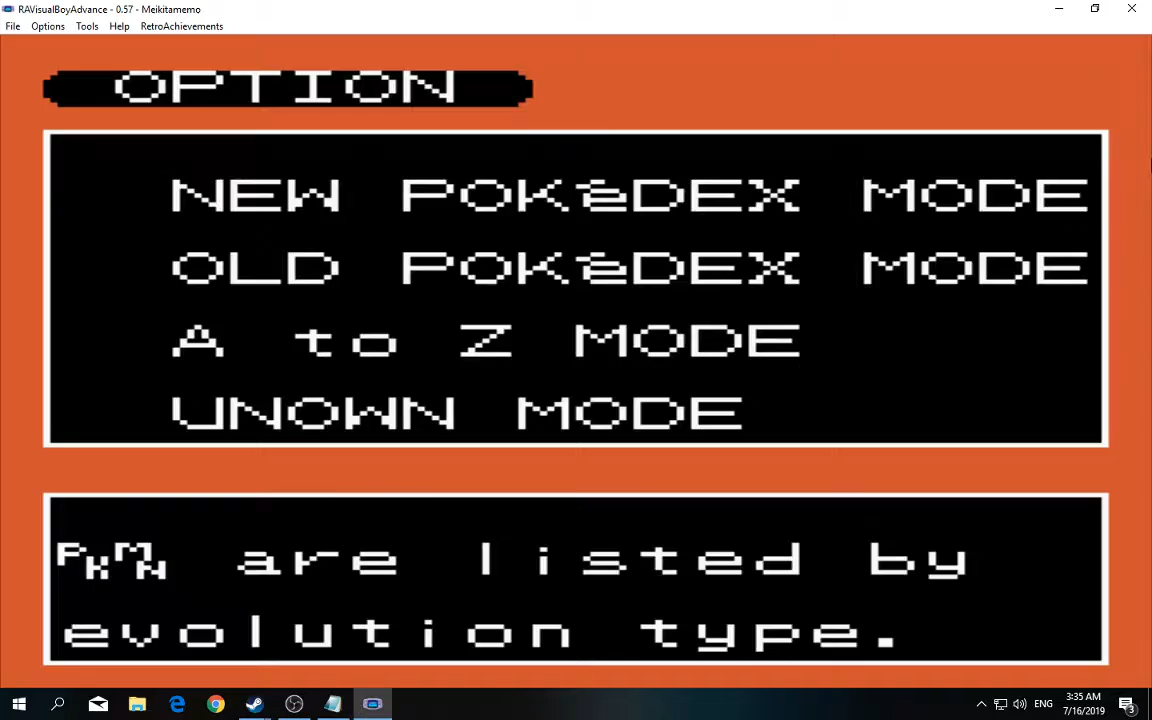 RAVisualBoyAdvance - 0.57 - Meikitamemo
File Options Tools Help RetroAchievements
OPTION
NEW POKéDEX MODE
OLD POKéDEX MODE
A to Z MODE
UNOWN MODE
PKMN are listed by
evolution type.
ENG
3:35 AM
7/16/2019
3